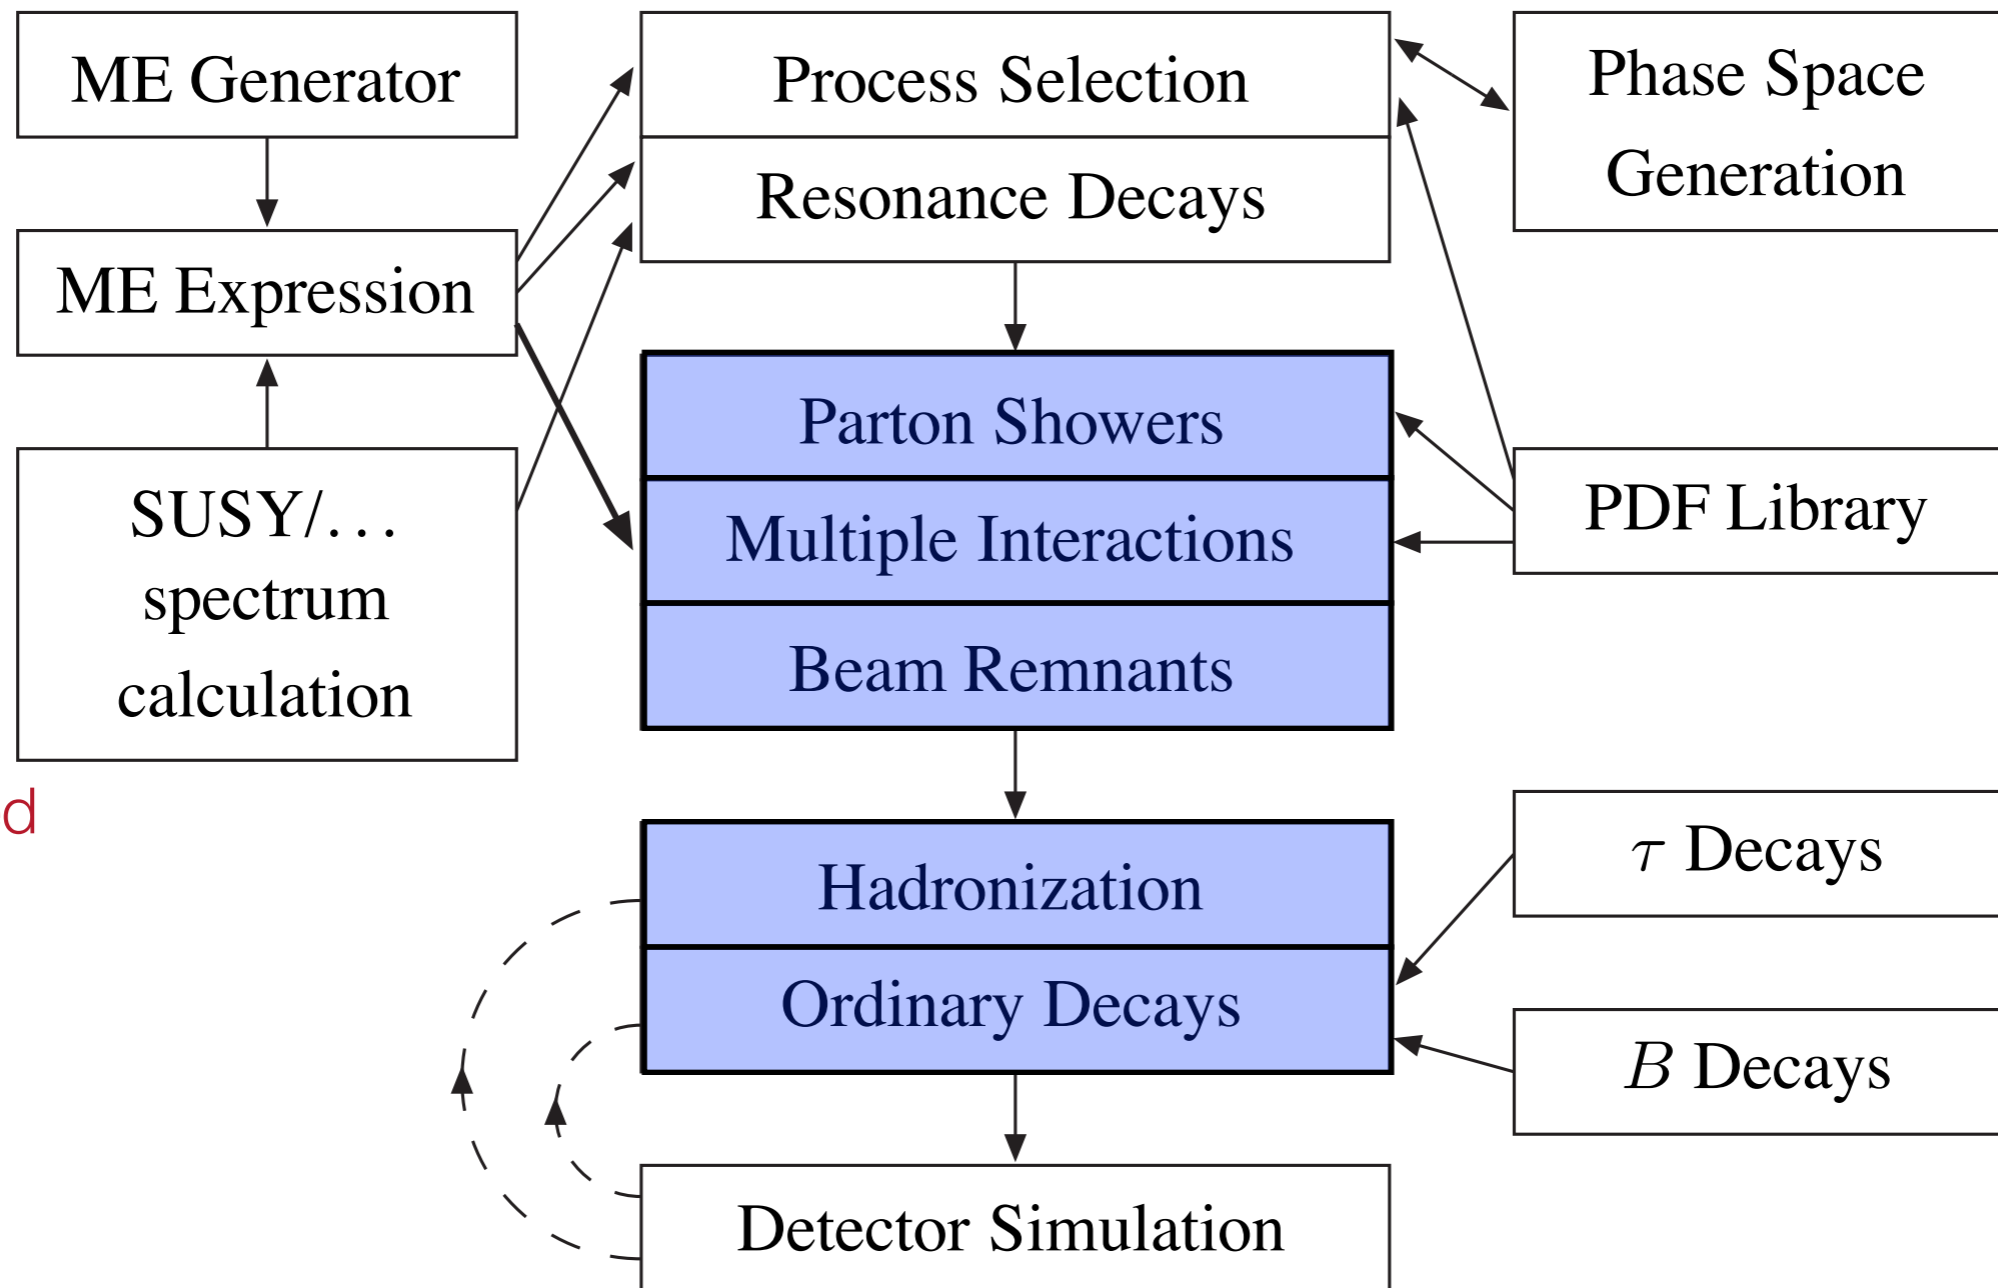 ME Generator
Process Selection
Phase Space
Generation
Resonance Decays
ME Expression
Parton Showers
SUSY/…
spectrum
calculation
Multiple Interactions
PDF Library
Beam Remnants
d
Hadronization
τ Decays
Ordinary Decays
B Decays
Detector Simulation